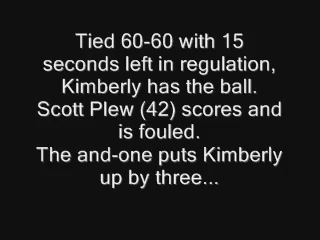 Tied 60-60 with 15
seconds left in regulation,
Kimberly has the ball.
Scott Plew (42) scores and
is fouled.
The and-one puts Kimberly
up by three...